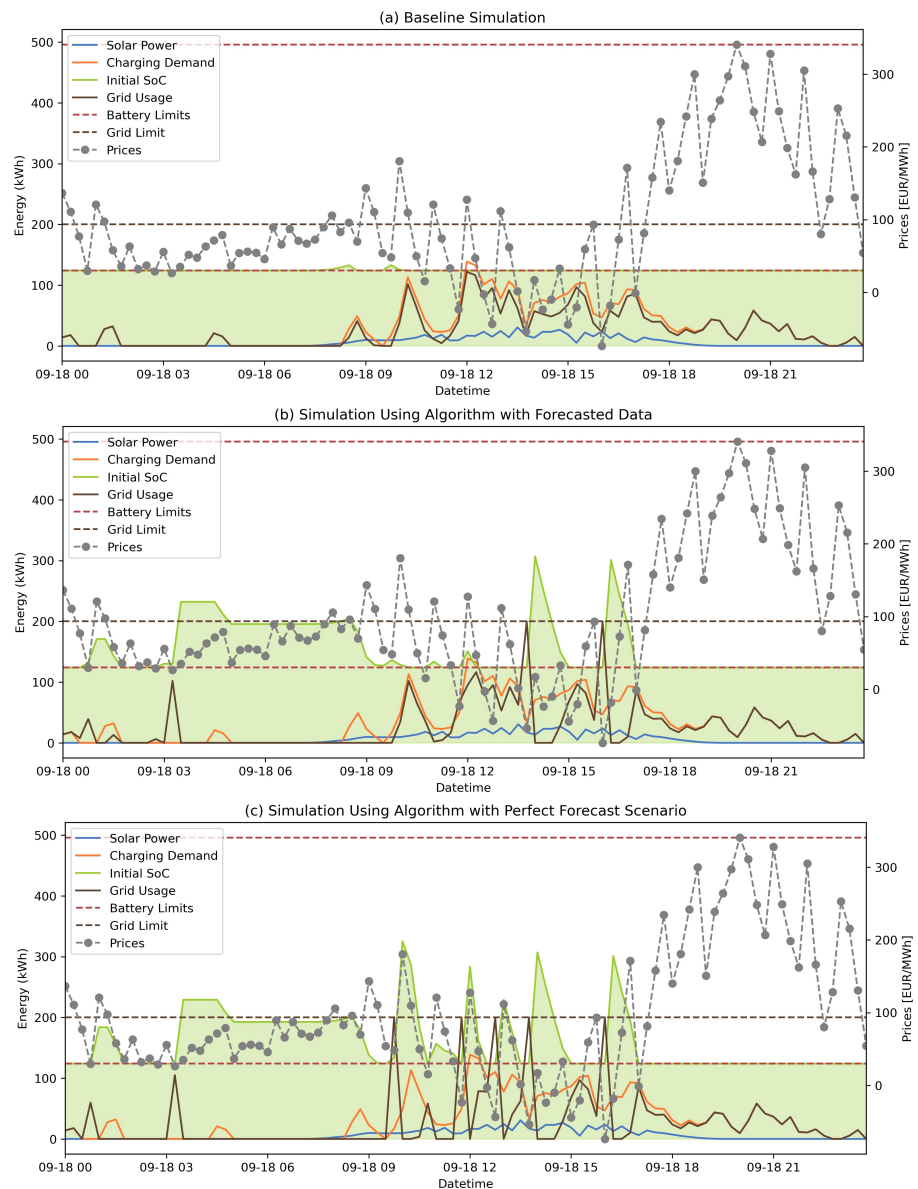 (a) Baseline Simulation
Solar Power
Charging Demand
Initial SoC
Grid Usage
Battery Limits
Grid Limit
Prices
500
400
300
200
100
0
Energy (kWh)
300
200
100
0
Prices [EUR/MWh]
09-18 00 09-18 03 09-18 06 09-18 09 09-18 12 09-18 15 09-18 18 09-18 21
Datetime
(b) Simulation Using Algorithm with Forecasted Data
Solar Power
Charging Demand
Initial SoC
Grid Usage
Battery Limits
Grid Limit
Prices
500
400
300
200
100
0
Energy (kWh)
300
200
100
0
Prices [EUR/MWh]
09-18 00 09-18 03 09-18 06 09-18 09 09-18 12 09-18 15 09-18 18 09-18 21
Datetime
(c) Simulation Using Algorithm with Perfect Forecast Scenario
Solar Power
Charging Demand
Initial SoC
Grid Usage
Battery Limits
Grid Limit
Prices
500
400
300
200
100
0
Energy (kWh)
300
200
100
0
Prices [EUR/MWh]
09-18 00 09-18 03 09-18 06 09-18 09 09-18 12 09-18 15 09-18 18 09-18 21
Datetime